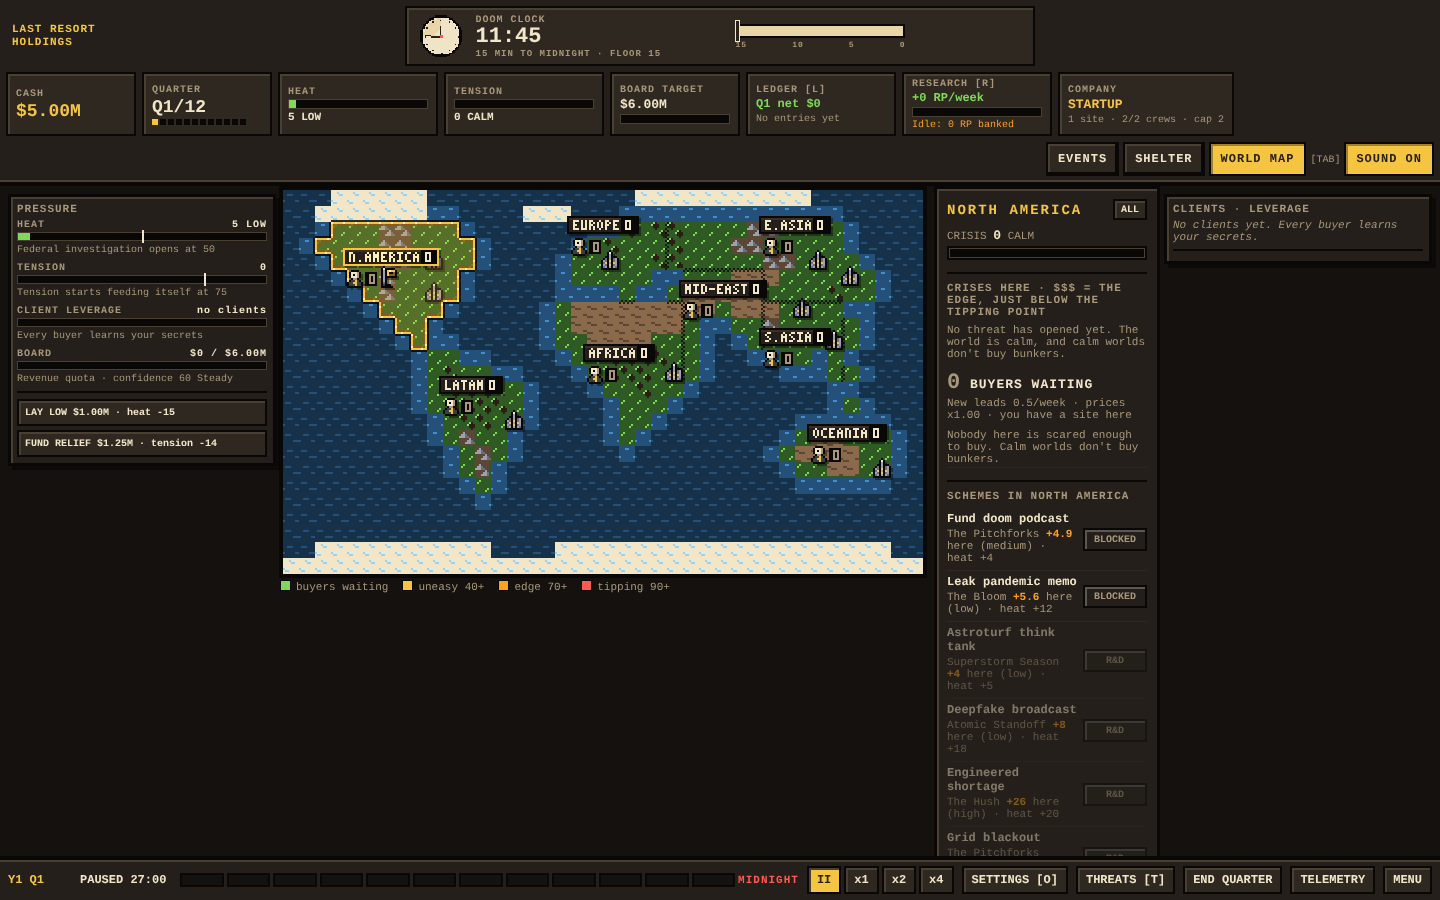 LAST RESORT
HOLDINGS
DOOM CLOCK
11:45
15 MIN TO MIDNIGHT · FLOOR 15
15 10 5 0
CASH
$5.00M
QUARTER
Q1/12
HEAT
5 LOW
TENSION
0 CALM
BOARD TARGET
$6.00M
LEDGER [L]
Q1 net $0
No entries yet
RESEARCH [R]
+0 RP/week
Idle: 0 RP banked
COMPANY
STARTUP
1 site · 2/2 crews · cap 2
EVENTS
SHELTER
WORLD MAP
[TAB]
SOUND ON
PRESSURE
HEAT 5 LOW
Federal investigation opens at 50
TENSION 0
Tension starts feeding itself at 75
CLIENT LEVERAGE no clients
Every buyer learns your secrets
BOARD $0 / $6.00M
Revenue quota · confidence 60 Steady
LAY LOW $1.00M · heat -15
FUND RELIEF $1.25M · tension -14
EUROPE 0
E.ASIA 0
N.AMERICA 0
MID-EAST 0
S.ASIA 0
AFRICA 0
LATAM 0
OCEANIA 0
buyers waiting
uneasy 40+
edge 70+
tipping 90+
NORTH AMERICA
ALL
CRISIS 0 CALM
CRISES HERE · $$$ = THE
EDGE, JUST BELOW THE
TIPPING POINT
No threat has opened yet. The
world is calm, and calm worlds
don't buy bunkers.
0 BUYERS WAITING
New leads 0.5/week · prices
x1.00 · you have a site here
Nobody here is scared enough
to buy. Calm worlds don't buy
bunkers.
SCHEMES IN NORTH AMERICA
Doom podcast
Fund doom podcast
The Pitchforks +4.9
here (medium) ·
heat +4
BLOCKED
Leak pandemic memo
The Bloom +5.6 here
(low) · heat +12
BLOCKED
Astroturf think
tank
Superstorm Season
+4 here (low) ·
heat +5
R&D
Deepfake broadcast
Atomic Standoff +8
here (low) · heat
+18
R&D
Engineered
shortage
The Hush +26 here
(high) · heat +20
R&D
Grid blackout
The Pitchforks
CLIENTS · LEVERAGE
No clients yet. Every buyer learns
your secrets.
Y1 Q1
PAUSED 27:00
MIDNIGHT
II
x1
x2
x4
SETTINGS [O]
THREATS [T]
END QUARTER
TELEMETRY
MENU